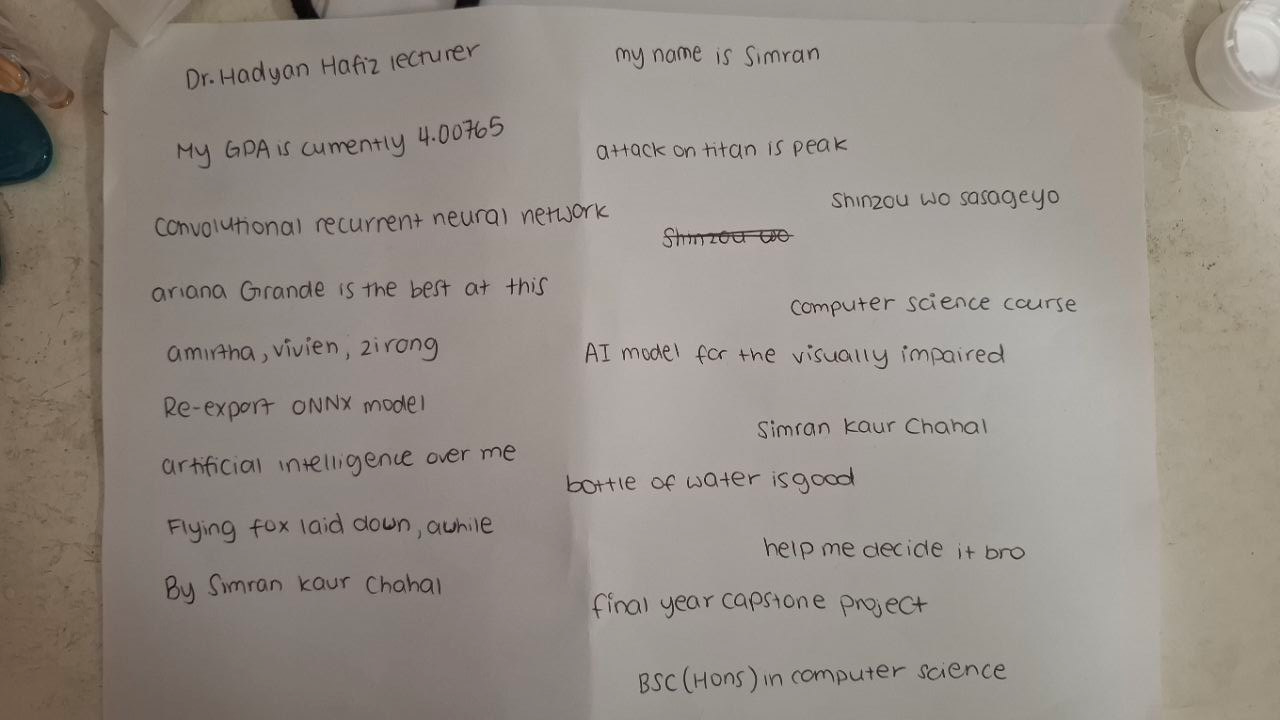 Dr. Hadyan Hafiz lecturer
My GPA is currently 4.00765
convolutional recurrent neural network
ariana Grande is the best at this
amirtha, vivien, zirong
Re-export ONNX model
artificial intelligence over me
Flying fox laid down, awhile
By Simran kaur Chahal
my name is Simran
attack on titan is peak
Shinzou wo sasageyo
Shinzou wo
computer science course
AI model for the visually impaired
Simran kaur Chahal
bottle of water is good
help me decide it bro
final year capstone project
BSC (Hons) in computer science